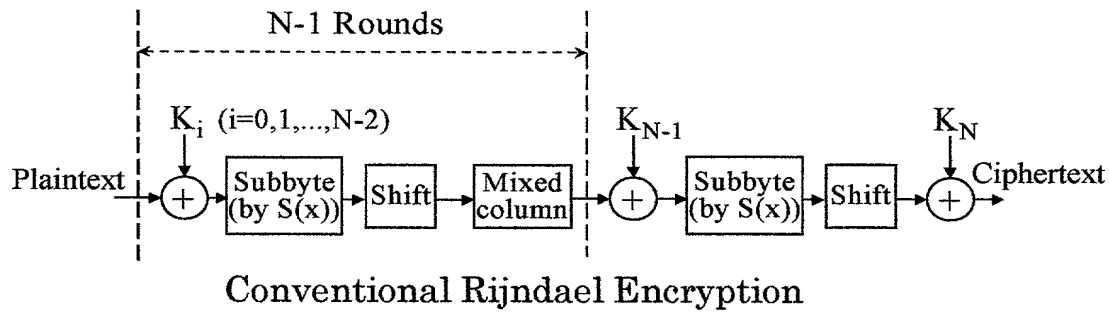 N-1 Rounds
K_i (i=0,1,...,N-2)
K_{N-1}
K_N
Plaintext
+
Subbyte
(by S(x))
Shift
Mixed
column
+
Subbyte
(by S(x))
Shift
+
Ciphertext
Conventional Rijndael Encryption